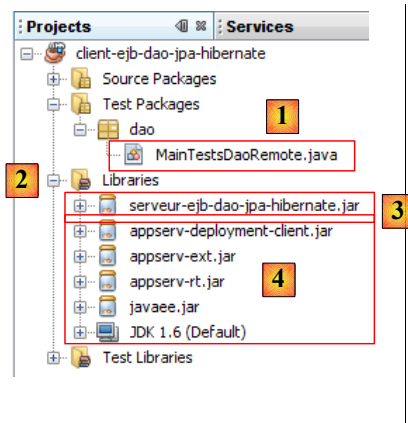 Projects
Services
client-ejb-dao-jpa-hibernate
Source Packages
Test Packages
1
dao
MainTestsDaoRemote.java
2
Libraries
serveur-ejb-dao-jpa-hibernate.jar
3
appserv-deployment-client.jar
appserv-ext.jar
appserv-rt.jar
4
javaee.jar
JDK 1.6 (Default)
Test Libraries